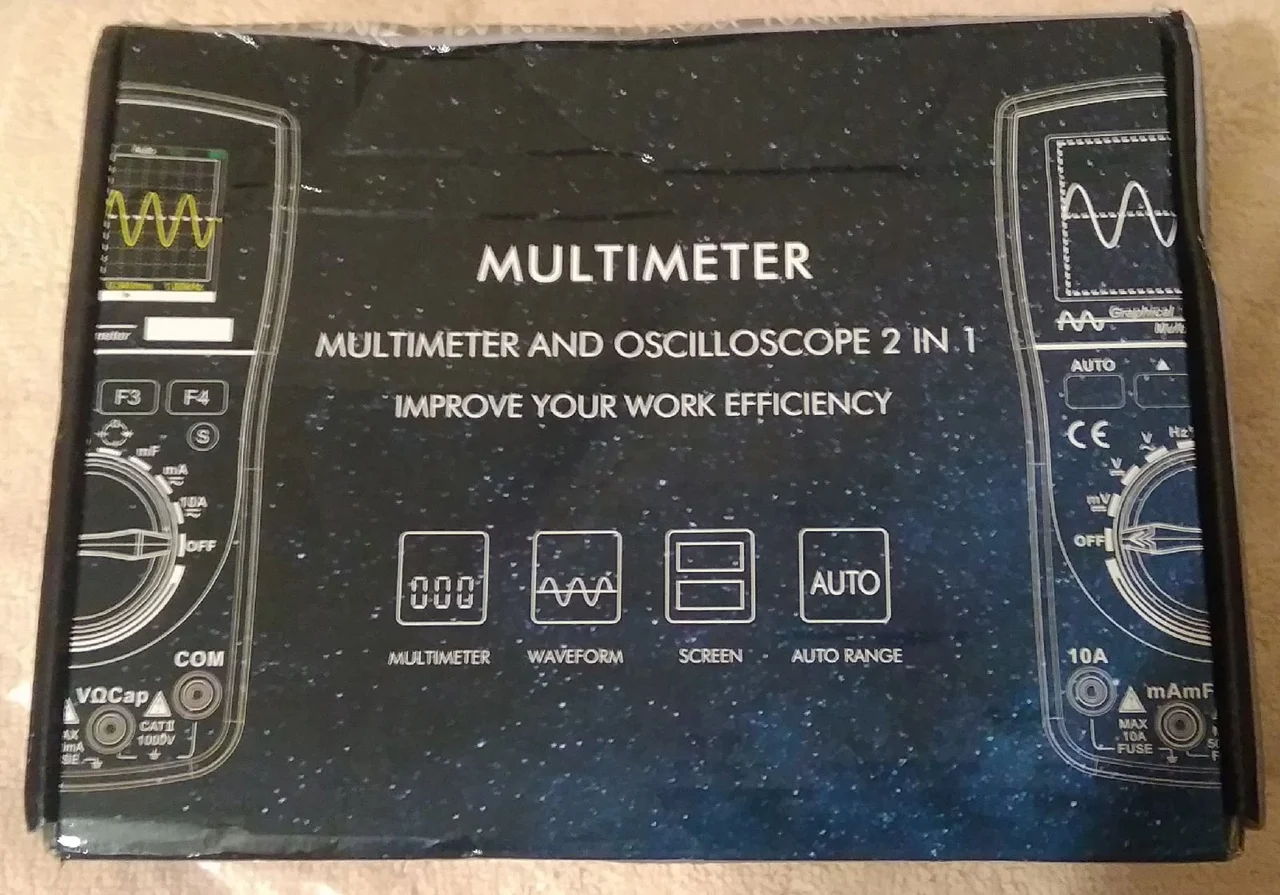 MULTIMETER
MULTIMETER AND OSCILLOSCOPE 2 IN 1
IMPROVE YOUR WORK EFFICIENCY
000
MULTIMETER
WAVEFORM
SCREEN
AUTO
AUTO RANGE
F3
F4
S
mF
mA
10A
OFF
COM
VΩCap
CAT II
1000V
Graphical
AUTO
CE
Hz
V
V
mV
OFF
10A
mAmF
MAX
10A
FUSE